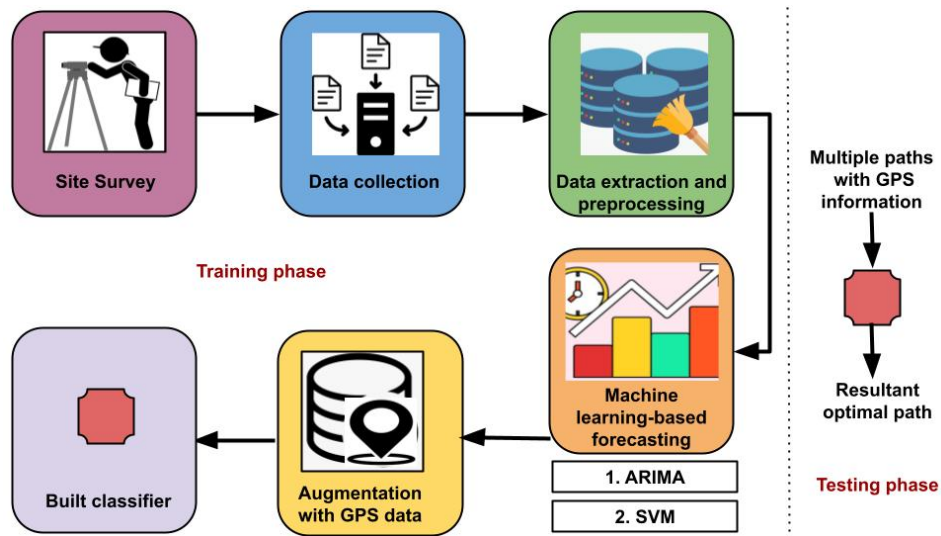 Site Survey
Data collection
Data extraction and
preprocessing
Training phase
Machine
learning-based
forecasting
1. ARIMA
2. SVM
Augmentation
with GPS data
Built classifier
Multiple paths
with GPS
information
Resultant
optimal path
Testing phase